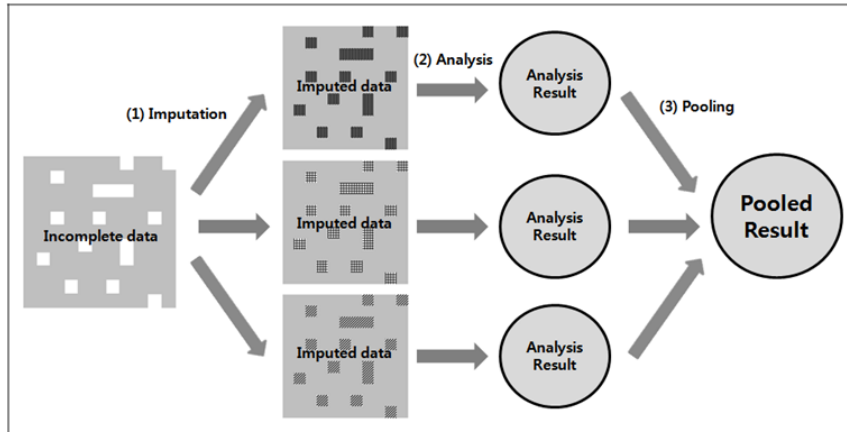 (1) Imputation
Incomplete data
Imputed data
Imputed data
Imputed data
(2) Analysis
Analysis
Result
Analysis
Result
Analysis
Result
(3) Pooling
Pooled
Result